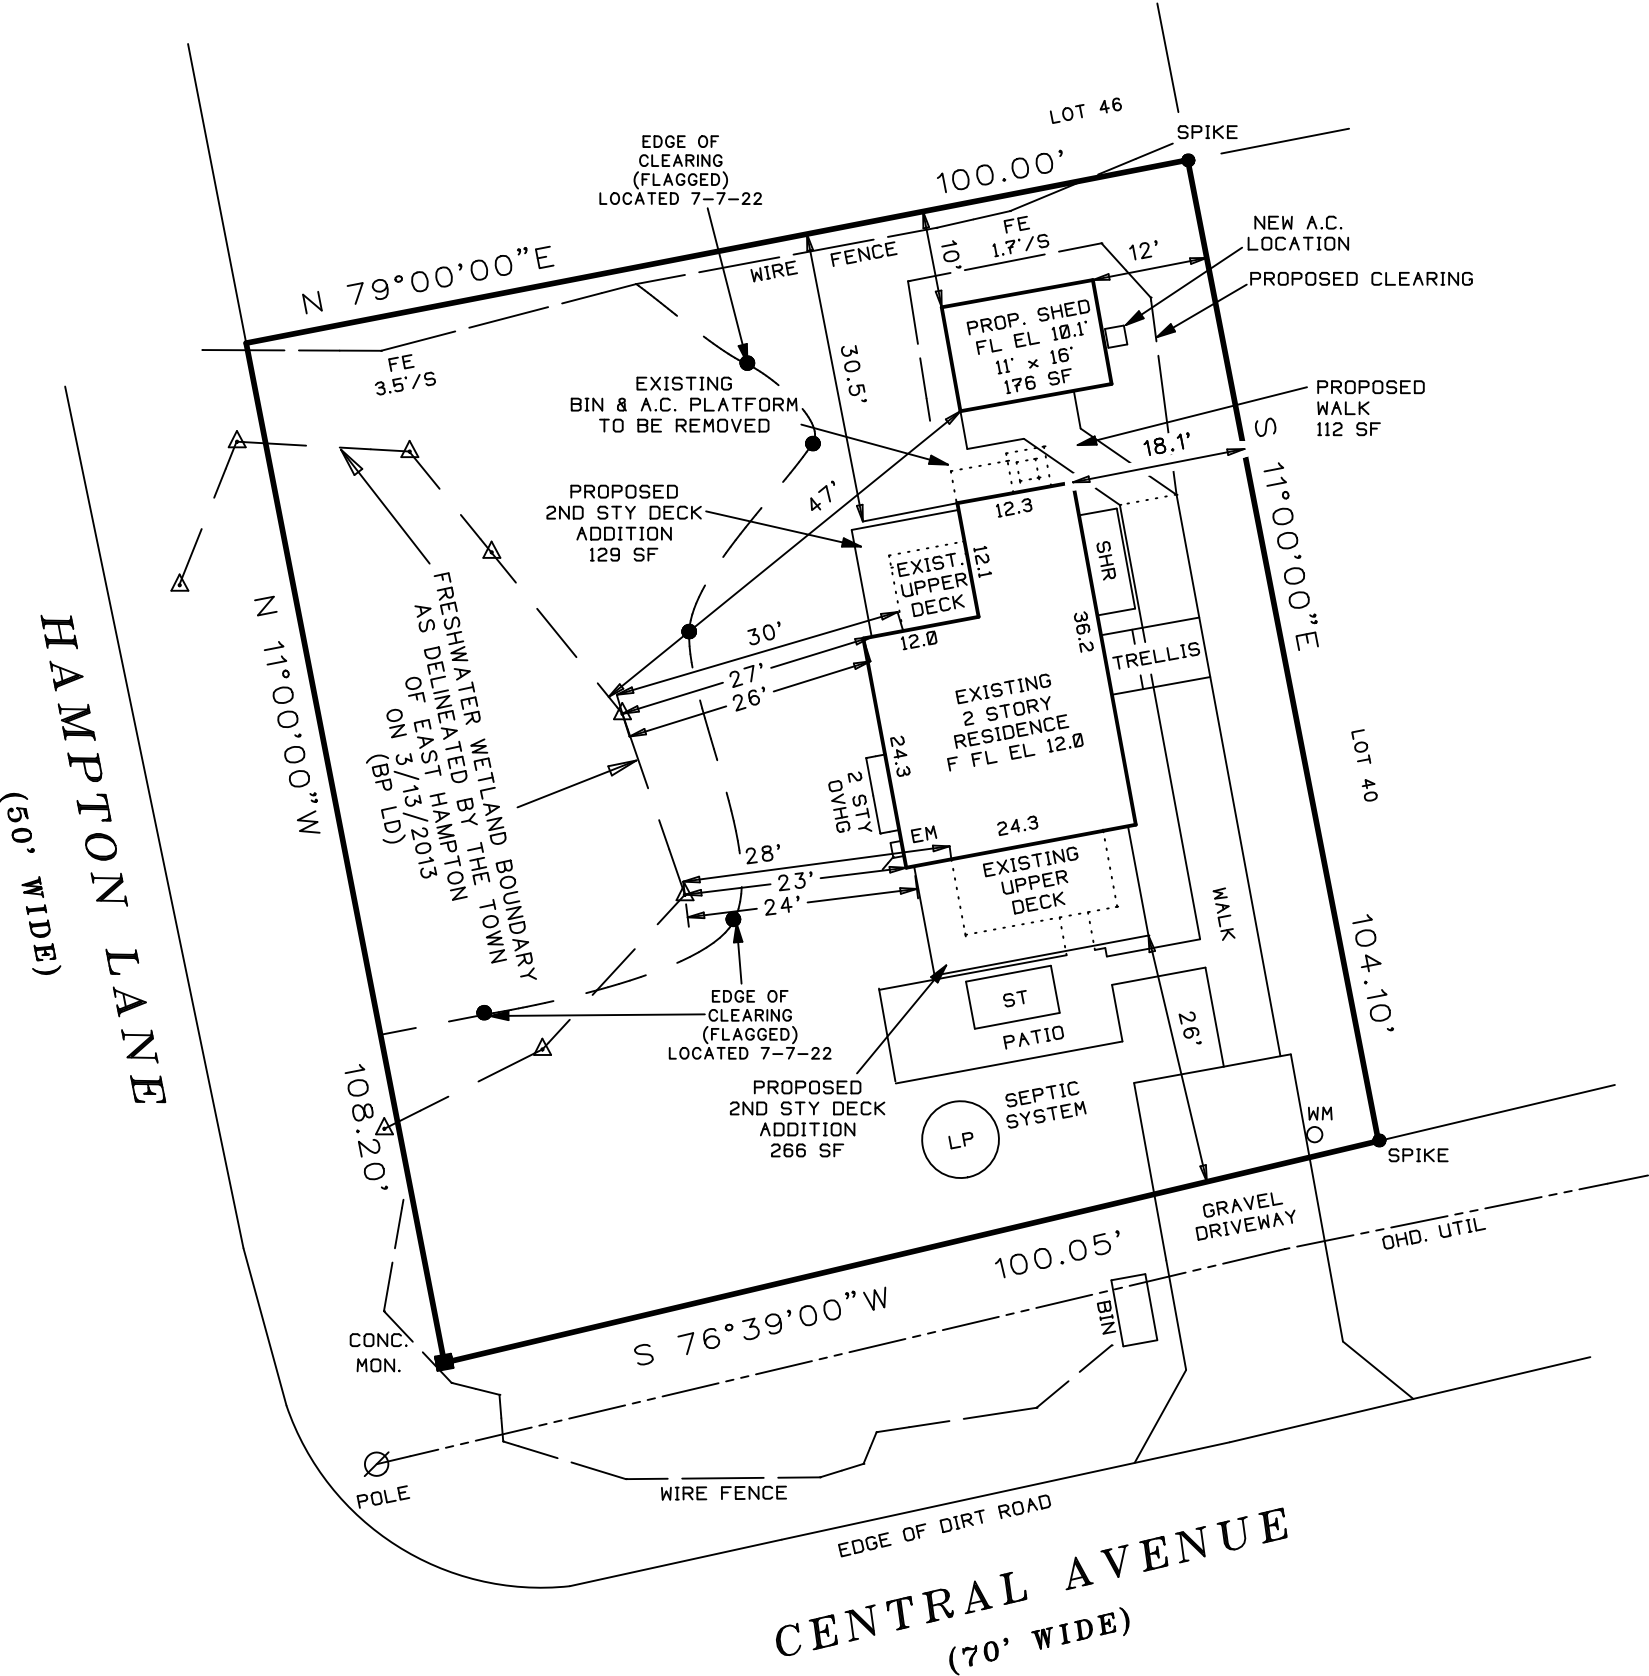 LOT 46
SPIKE
EDGE OF
CLEARING
(FLAGGED)
LOCATED 7-7-22
100.00'
N 79°00'00"E
WIRE FENCE
FE
1.7'/S
10'
12'
NEW A.C.
LOCATION
PROPOSED CLEARING
PROP. SHED
FL EL 10.1'
11' x 16'
176 SF
FE
3.5'/S
30.5'
EXISTING
BIN & A.C. PLATFORM
TO BE REMOVED
PROPOSED
WALK
112 SF
18.1'
S 11°00'00"E
47'
PROPOSED
2ND STY DECK
ADDITION
129 SF
12.3
12.1
EXIST.
UPPER
DECK
12.0
SHR
36.2
TRELLIS
30'
27'
26'
EXISTING
2 STORY
RESIDENCE
F FL EL 12.0
24.3
2 STY
OVHG
EM
24.3
N 11°00'00"W
FRESHWATER WETLAND BOUNDARY
AS DELINEATED BY THE TOWN
OF EAST HAMPTON
ON 3/13/2013
(BP LD)
HAMPTON LANE
(50' WIDE)
LOT 40
28'
23'
24'
EXISTING
UPPER
DECK
WALK
104.10'
EDGE OF
CLEARING
(FLAGGED)
LOCATED 7-7-22
ST
PATIO
26'
108.20'
PROPOSED
2ND STY DECK
ADDITION
266 SF
SEPTIC
SYSTEM
LP
WM
SPIKE
GRAVEL
DRIVEWAY
OHD. UTIL
100.05'
S 76°39'00"W
BIN
CONC.
MON.
POLE
WIRE FENCE
EDGE OF DIRT ROAD
CENTRAL AVENUE
(70' WIDE)